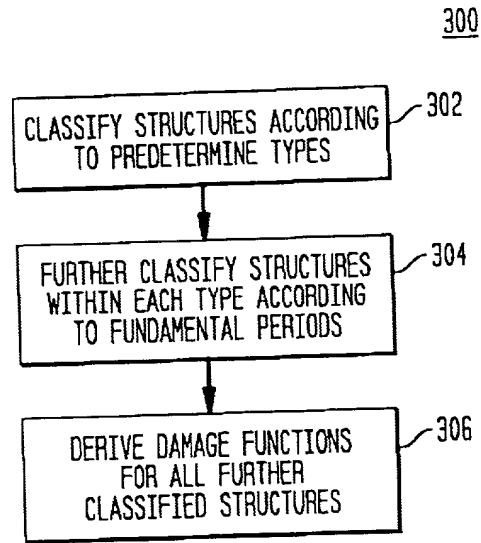 300
CLASSIFY STRUCTURES ACCORDING
TO PREDETERMINE TYPES
302
FURTHER CLASSIFY STRUCTURES
WITHIN EACH TYPE ACCORDING
TO FUNDAMENTAL PERIODS
304
DERIVE DAMAGE FUNCTIONS
FOR ALL FURTHER
CLASSIFIED STRUCTURES
306